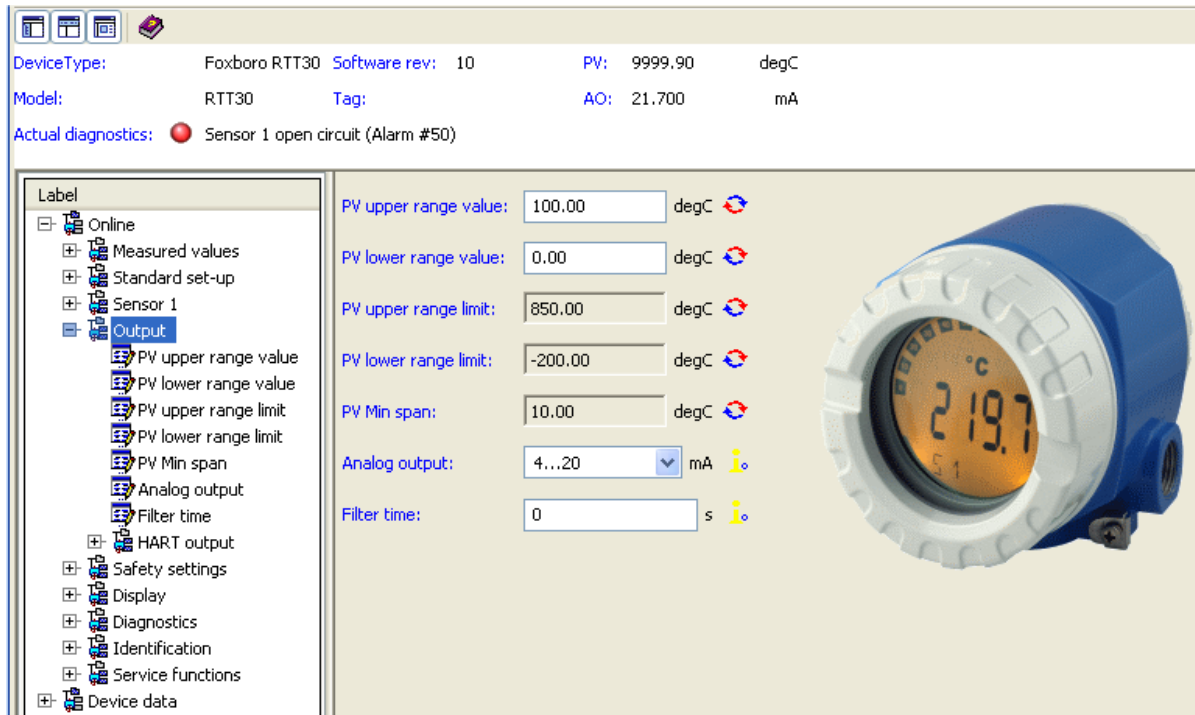 DeviceType: Foxboro RTT30 Software rev: 10 PV: 9999.90 degC
Model: RTT30 Tag: AO: 21.700 mA
Actual diagnostics: Sensor 1 open circuit (Alarm #50)
Label
Online
Measured values
Standard set-up
Sensor 1
Output
PV upper range value
PV lower range value
PV upper range limit
PV lower range limit
PV Min span
Analog output
Filter time
HART output
Safety settings
Display
Diagnostics
Identification
Service functions
Device data
PV upper range value: 100.00 degC
PV lower range value: 0.00 degC
PV upper range limit: 850.00 degC
PV lower range limit: -200.00 degC
PV Min span: 10.00 degC
Analog output: 4...20 mA
Filter time: 0 s
°C
219.7
S1